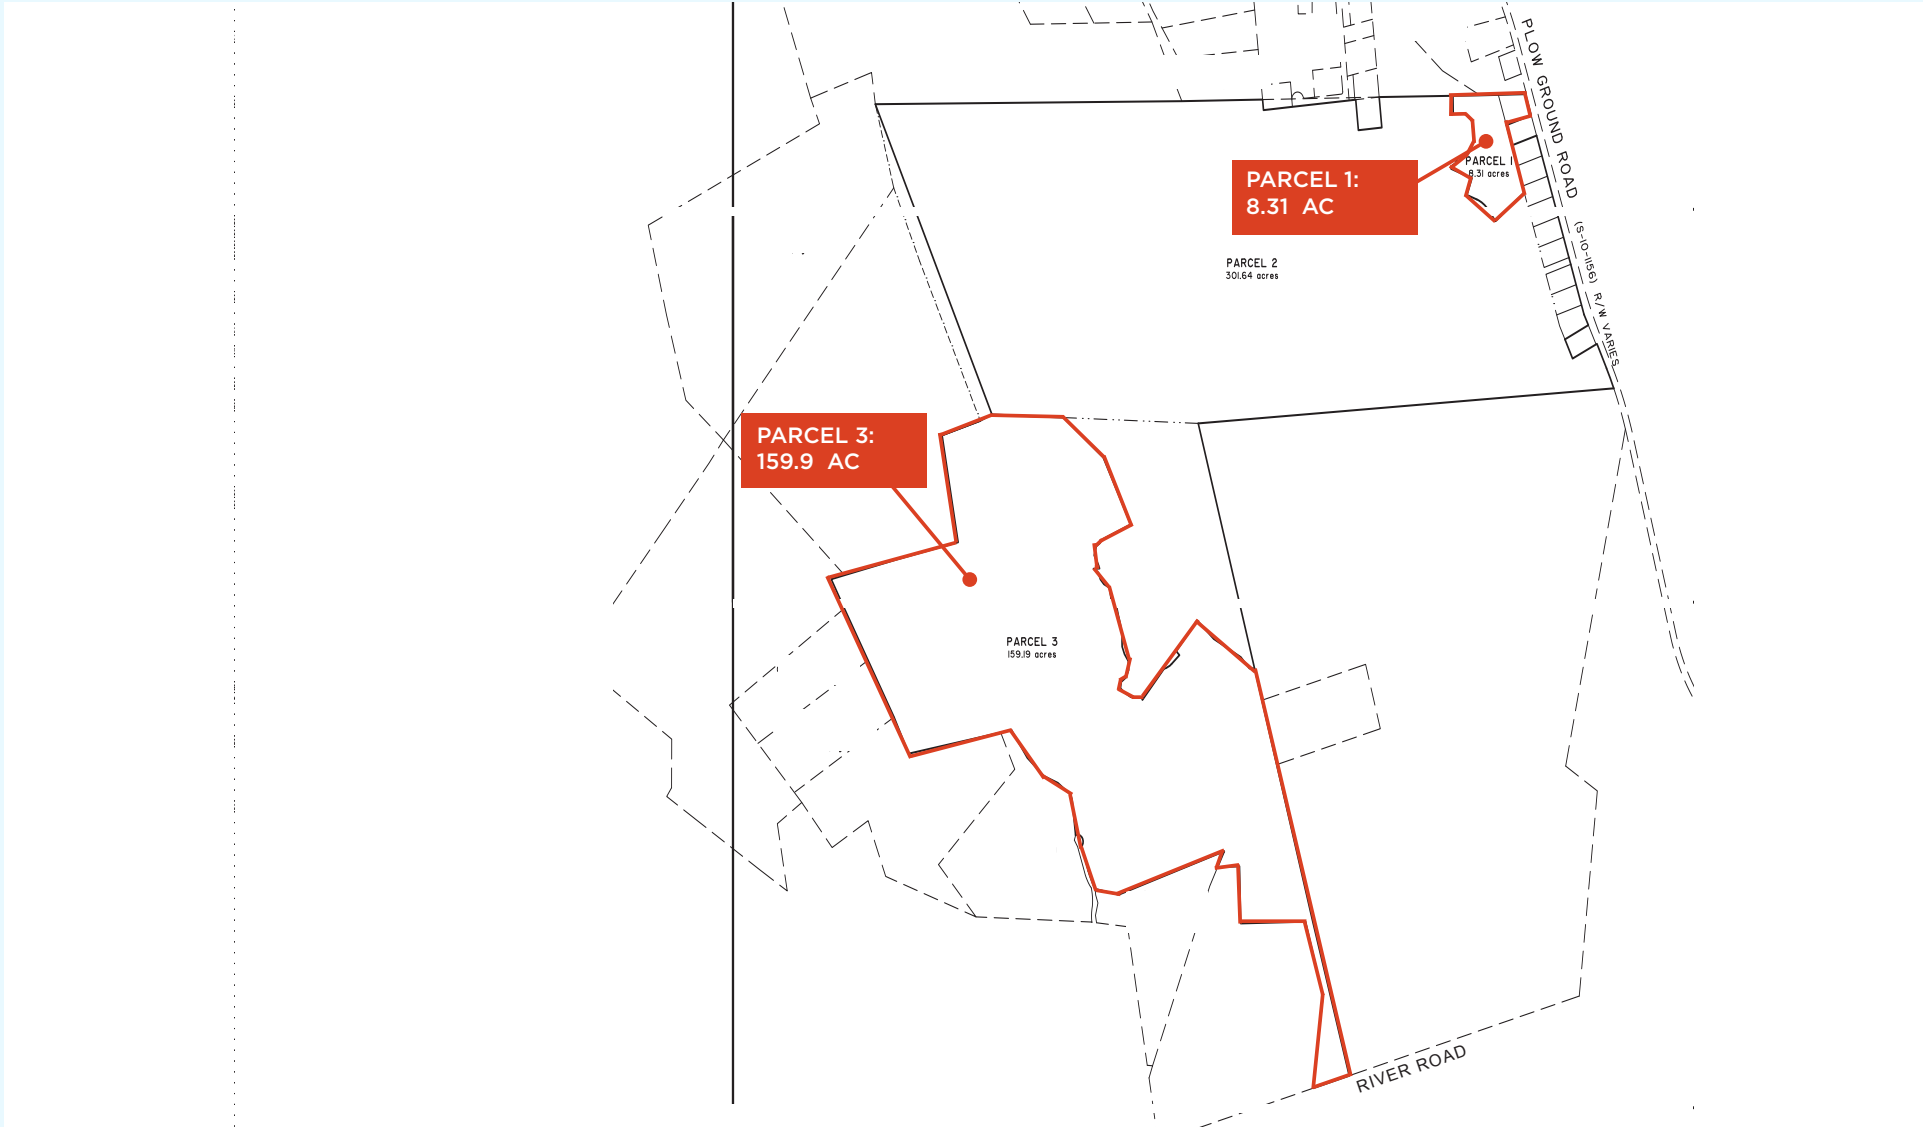 PLOW GROUND ROAD
(S-10-1156) R/W VARIES
PARCEL 1:
8.31 AC
PARCEL 1
8.31 acres
PARCEL 2
301.64 acres
PARCEL 3:
159.9 AC
PARCEL 3
159.19 acres
RIVER ROAD